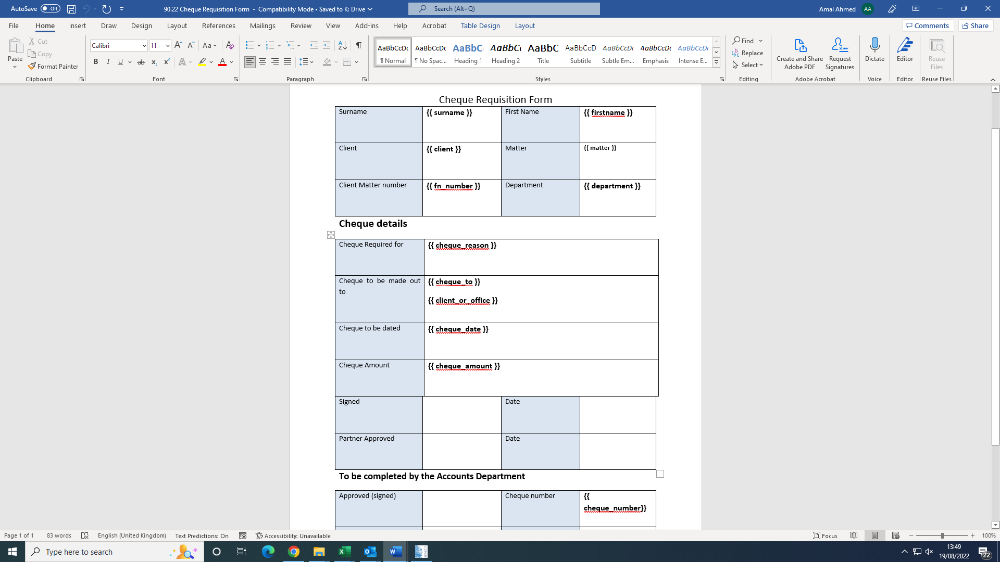 AutoSave Off 90.22 Cheque Requisition Form - Compatibility Mode • Saved to K: Drive Search (Alt+Q) Amal Ahmed AA
File Home Insert Draw Design Layout References Mailings Review View Add-ins Help Acrobat Table Design Layout Comments Share
Paste Cut Copy Format Painter Clipboard
Calibri 11 Aa A
B I U ab x₂ x² A A Font
Paragraph
AaBbCcDc AaBbCcDc AaBbC AaBbC AaBbC AaBbCcD AaBbCcDc AaBbCcDc AaBbCcDc
¶ Normal ¶ No Spac... Heading 1 Heading 2 Title Subtitle Subtle Em... Emphasis Intense E...
Styles
Find
Replace
Select
Editing
Create and Share
Adobe PDF
Request
Signatures
Adobe Acrobat
Dictate
Voice
Editor
Editor
Reuse
Files
Reuse Files
Cheque Requisition Form
Surname {{ surname }} First Name {{ firstname }}
Client {{ client }} Matter {{ matter }}
Client Matter number {{ fn_number }} Department {{ department }}
Cheque details
Cheque Required for {{ cheque_reason }}
Cheque to be made out {{ cheque_to }}
to
{{ client_or_office }}
Cheque to be dated {{ cheque_date }}
Cheque Amount {{ cheque_amount }}
Signed Date
Partner Approved Date
To be completed by the Accounts Department
Approved (signed) Cheque number {{
cheque_number}}
Page 1 of 1 83 words English (United Kingdom) Text Predictions: On Accessibility: Unavailable Focus 100%
Type here to search
13:49
19/08/2022
22